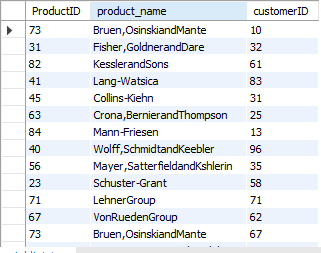 ProductID product_name customerID
73 Bruen,OsinskiandMante 10
31 Fisher,GoldnerandDare 32
82 KesslerandSons 61
41 Lang-Watsica 83
45 Collins-Kiehn 31
63 Crona,BernierandThompson 25
84 Mann-Friesen 13
40 Wolff,SchmidtandKeebler 96
56 Mayer,SatterfieldandKshlerin 35
23 Schuster-Grant 58
71 LehnerGroup 71
67 VonRuedenGroup 62
73 Bruen,OsinskiandMante 67